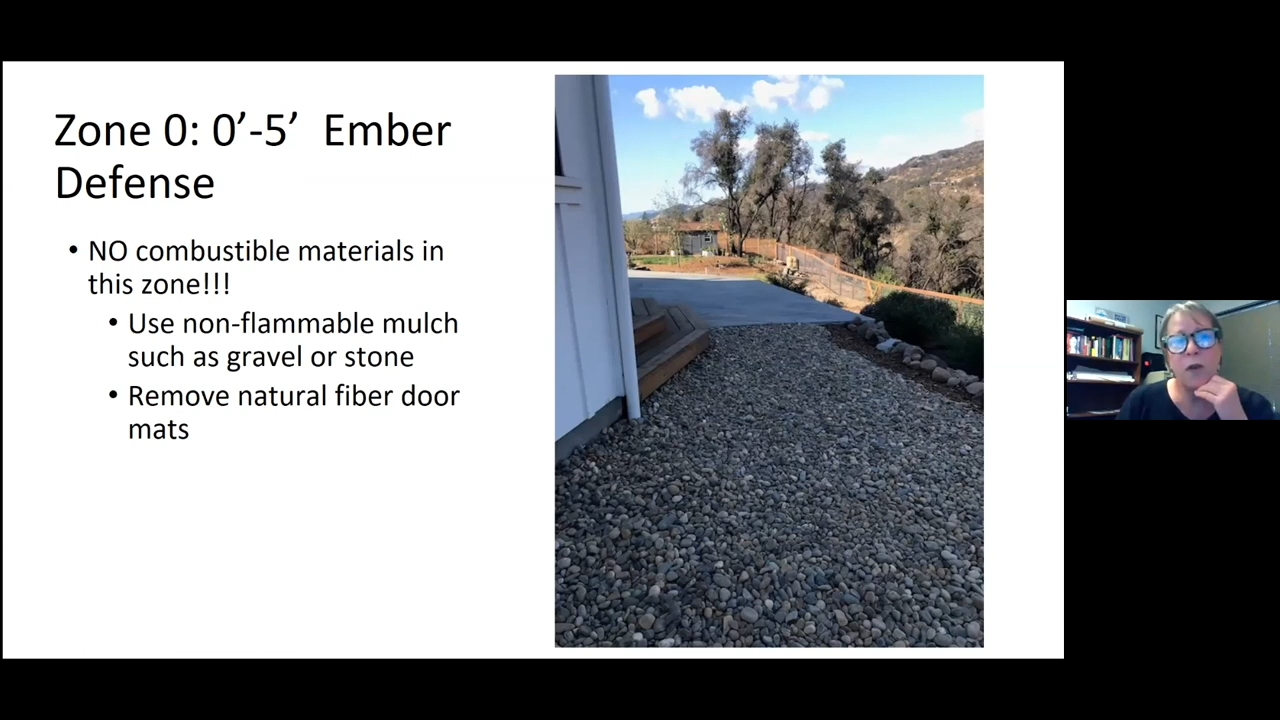 Zone 0: 0’-5’  Ember
Defense
• NO combustible materials in
this zone!!!
• Use non-flammable mulch
such as gravel or stone
• Remove natural fiber door
mats